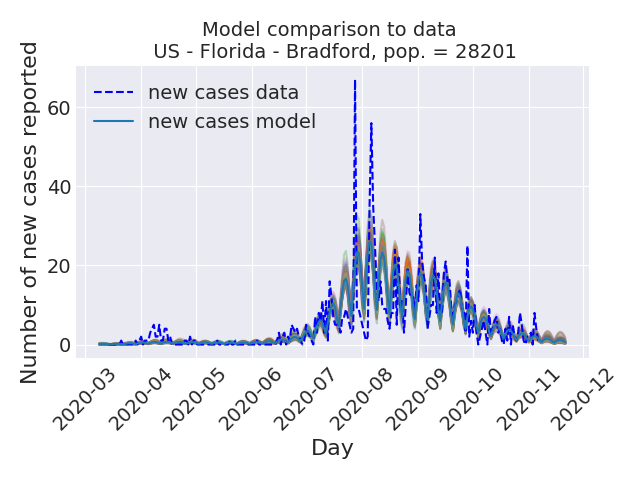 Model comparison to data
US - Florida - Bradford, pop. = 28201
Number of new cases reported
60
40
20
0
new cases data
new cases model
2020-03
2020-04
2020-05
2020-06
2020-07
2020-08
2020-09
2020-10
2020-11
2020-12
Day